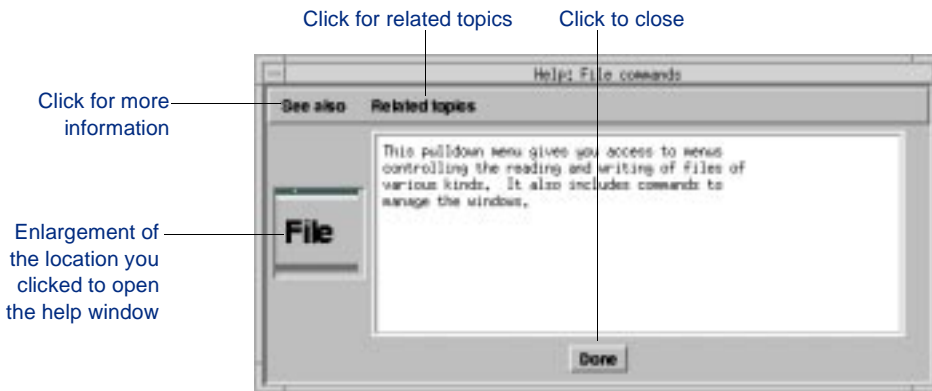 Click for related topics
Click to close
Help: File commands
Click for more
information
See also
Related topics
This pulldown menu gives you access to menus
controlling the reading and writing of files of
various kinds. It also includes commands to
manage the windows.
File
Enlargement of
the location you
clicked to open
the help window
Done